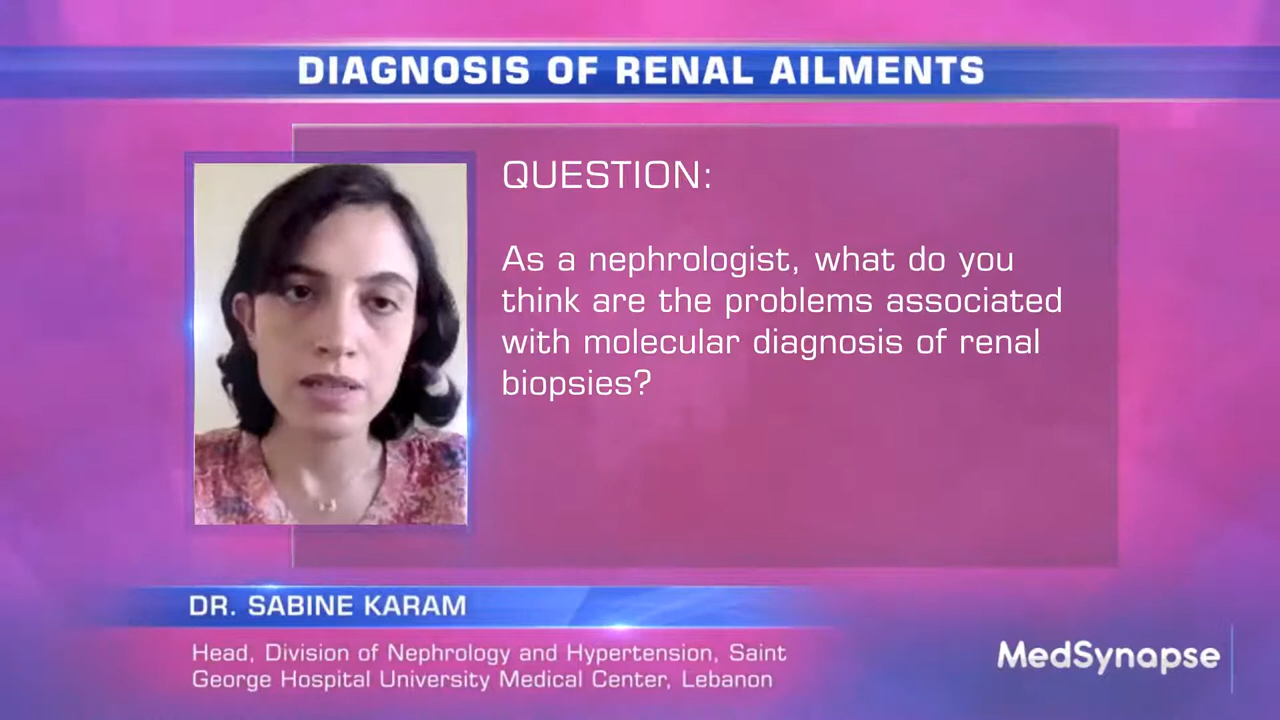 DIAGNOSIS OF RENAL AILMENTS
QUESTION:
As a nephrologist, what do you
think are the problems associated
with molecular diagnosis of renal
biopsies?
DR. SABINE KARAM
Head, Division of Nephrology and Hypertension, Saint
George Hospital University Medical Center, Lebanon
MedSynapse